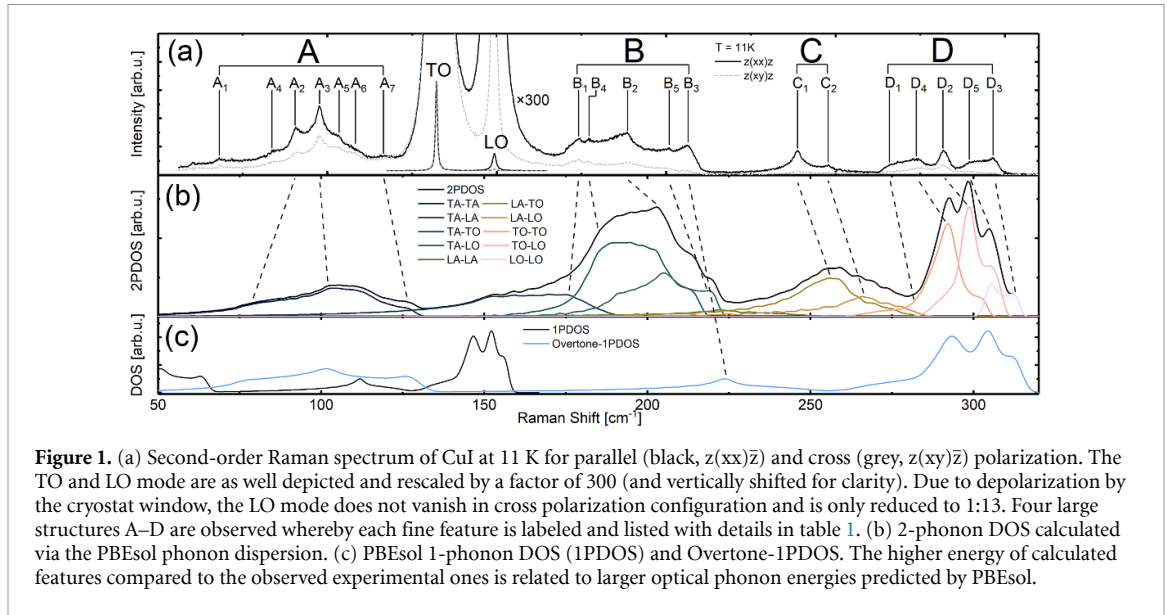 (a)
A
B
C
D
T = 11K
z(xx)z
z(xy)z
TO
LO
×300
A₁ A₄ A₂ A₃ A₅ A₆ A₇
B₁ B₄ B₂ B₅ B₃
C₁ C₂
D₁ D₄ D₂ D₅ D₃
Intensity [arb.u.]
(b)
2PDOS
TA-TA
TA-LA
TA-TO
TA-LO
LA-LA
LA-TO
LA-LO
TO-TO
TO-LO
LO-LO
2PDOS [arb.u.]
(c)
1PDOS
Overtone-1PDOS
DOS [arb.u.]
50 100 150 200 250 300
Raman Shift [cm⁻¹]
Figure 1. (a) Second-order Raman spectrum of CuI at 11 K for parallel (black, z(xx)z̄) and cross (grey, z(xy)z̄) polarization. The
TO and LO mode are as well depicted and rescaled by a factor of 300 (and vertically shifted for clarity). Due to depolarization by
the cryostat window, the LO mode does not vanish in cross polarization configuration and is only reduced to 1:13. Four large
structures A–D are observed whereby each fine feature is labeled and listed with details in table 1. (b) 2-phonon DOS calculated
via the PBEsol phonon dispersion. (c) PBEsol 1-phonon DOS (1PDOS) and Overtone-1PDOS. The higher energy of calculated
features compared to the observed experimental ones is related to larger optical phonon energies predicted by PBEsol.